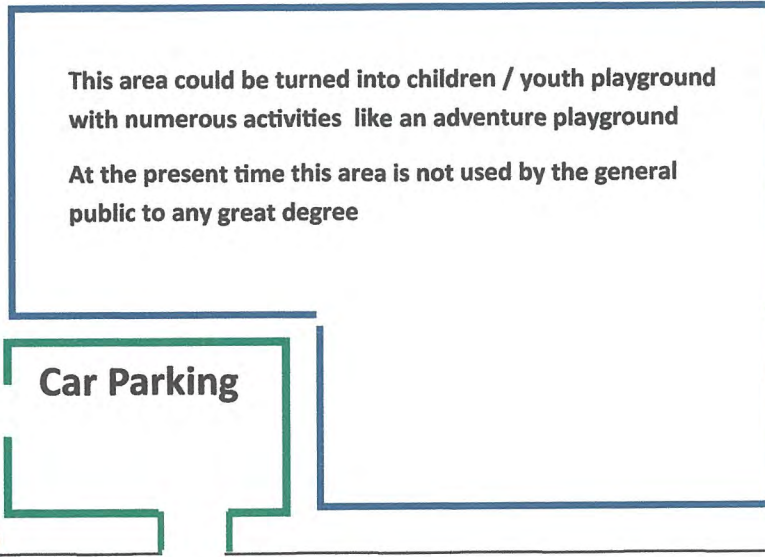 This area could be turned into children / youth playground
with numerous activities like an adventure playground
At the present time this area is not used by the general
public to any great degree
Car Parking